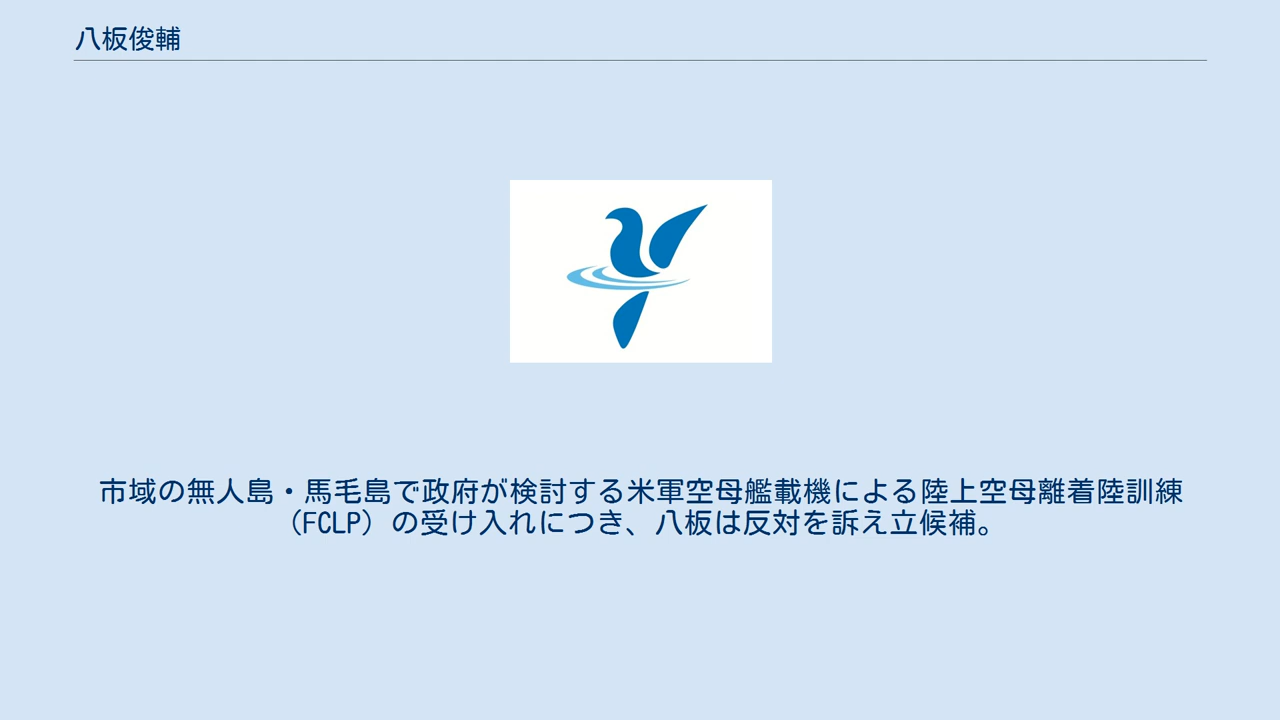 八板俊輔
市域の無人島・馬毛島で政府が検討する米軍空母艦載機による陸上空母離着陸訓練
（FCLP）の受け入れにつき、八板は反対を訴え立候補。